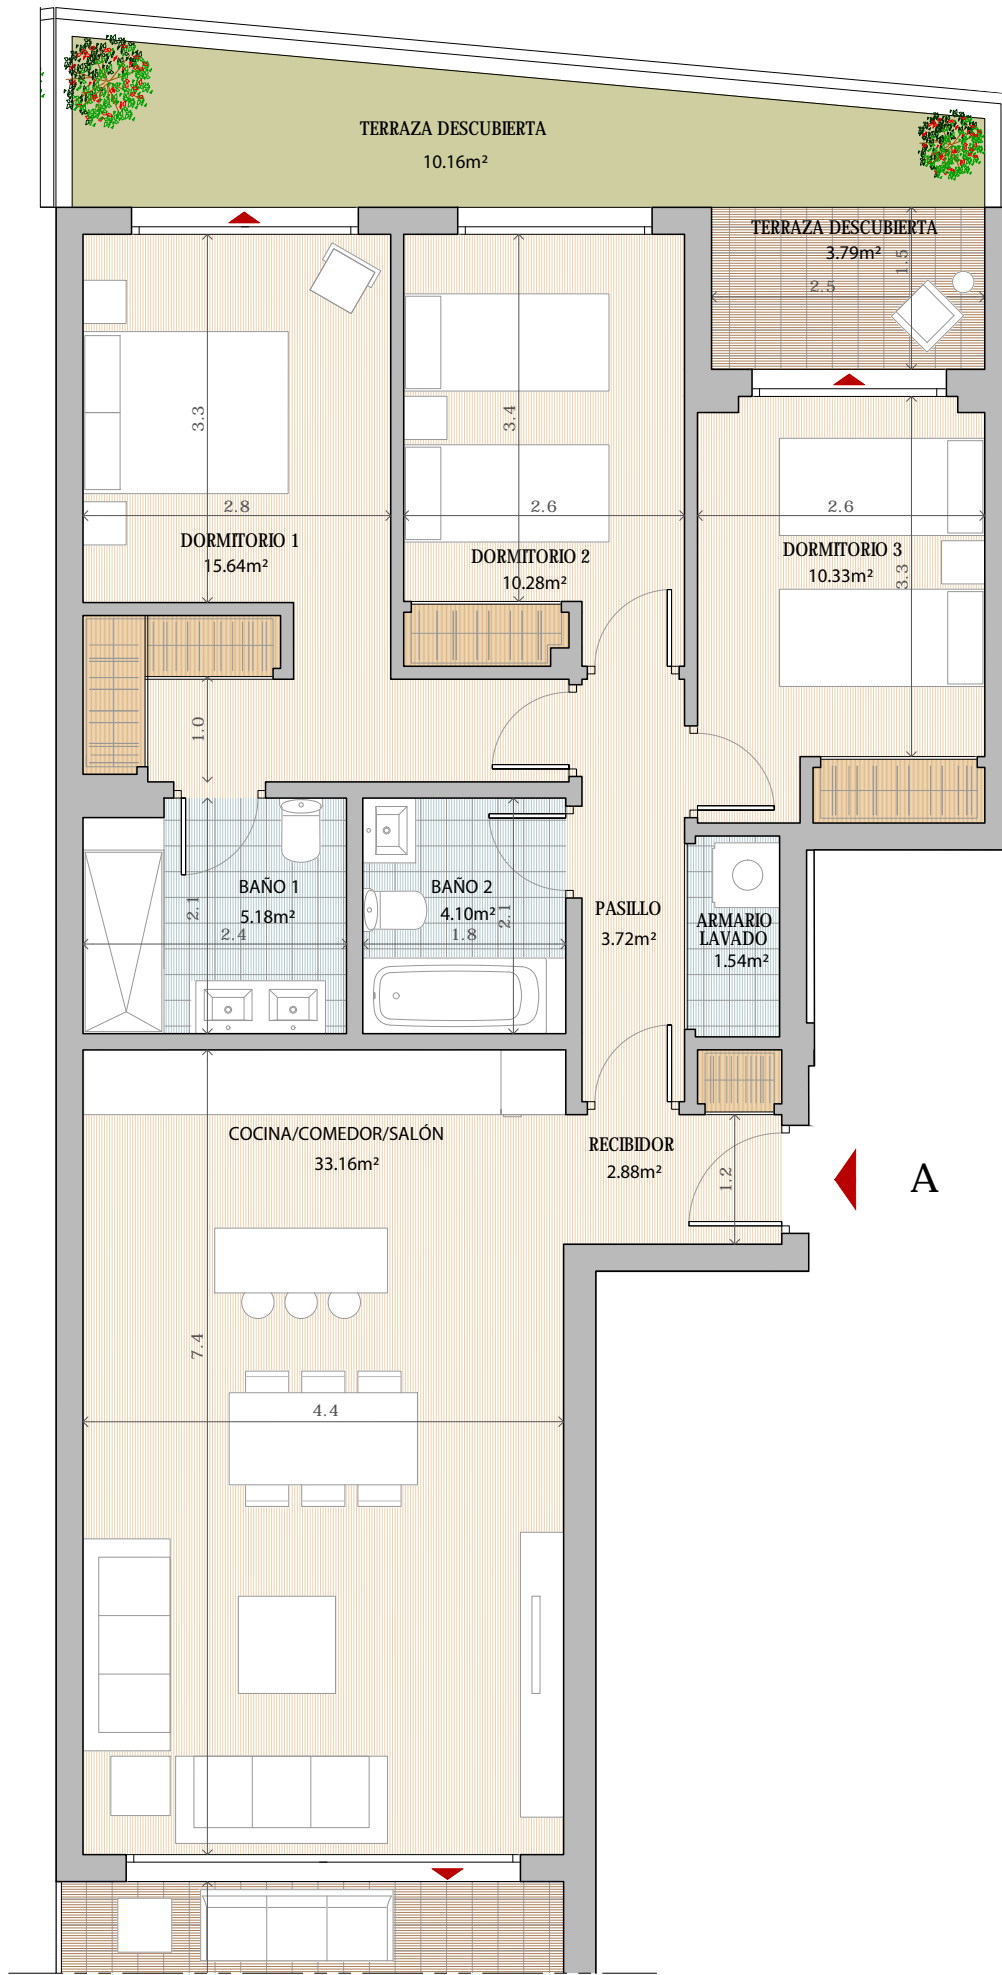 TERRAZA DESCUBIERTA
10.16m²
TERRAZA DESCUBIERTA
3.79m²
1.5
2.5
3.3
3.4
2.8
2.6
2.6
DORMITORIO 1
15.64m²
DORMITORIO 2
10.28m²
DORMITORIO 3
10.33m²
3.3
1.0
BAÑO 1
5.18m²
2.1
2.4
BAÑO 2
4.10m²
2.1
1.8
PASILLO
3.72m²
ARMARIO
LAVADO
1.54m²
COCINA/COMEDOR/SALÓN
33.16m²
RECIBIDOR
2.88m²
1.2
A
7.4
4.4